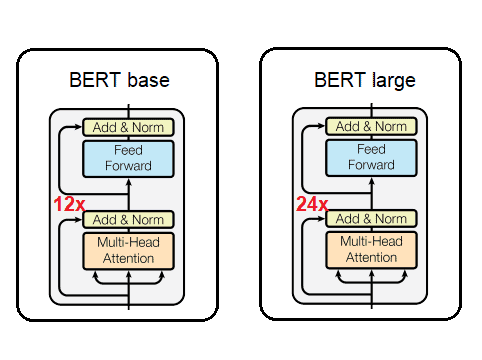 BERT base
Add & Norm
Feed
Forward
12x
Add & Norm
Multi-Head
Attention
BERT large
Add & Norm
Feed
Forward
24x
Add & Norm
Multi-Head
Attention